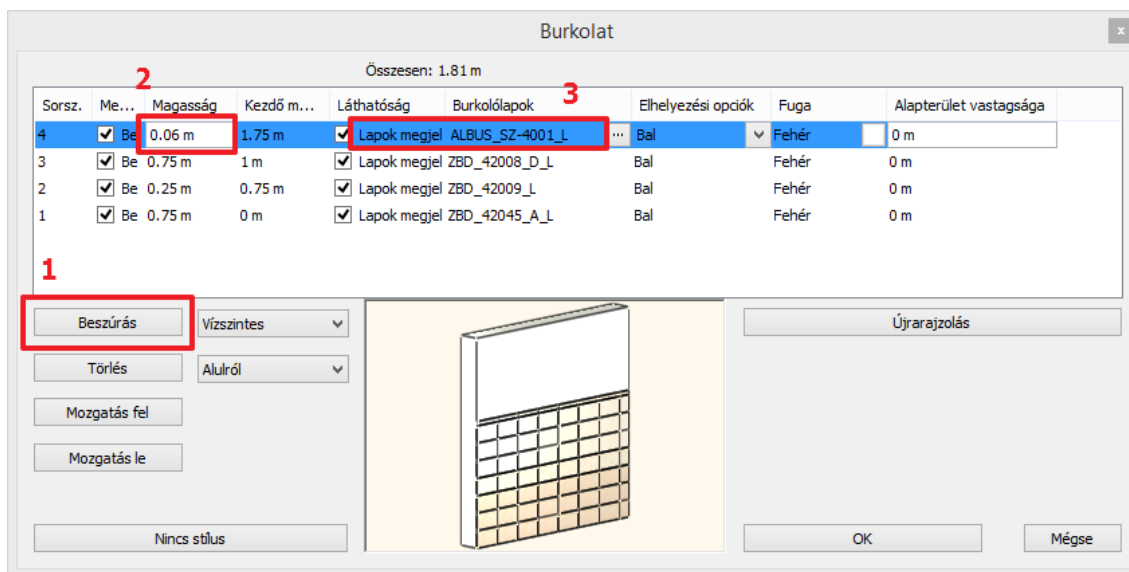 Burkolat
x
Összesen: 1.81 m
2
3
Sorsz. Me... Magasság Kezdő m... Láthatóság Burkolólapok Elhelyezési opciók Fuga Alapterület vastagsága
4 Be 0.06 m 1.75 m Lapok megjel ALBUS_SZ-4001_L ... Bal Fehér 0 m
3 Be 0.75 m 1 m Lapok megjel ZBD_42008_D_L Bal Fehér 0 m
2 Be 0.25 m 0.75 m Lapok megjel ZBD_42009_L Bal Fehér 0 m
1 Be 0.75 m 0 m Lapok megjel ZBD_42045_A_L Bal Fehér 0 m
1
Beszúrás Vízszintes Újrarajzolás
Törlés Alulról
Mozgatás fel
Mozgatás le
Nincs stílus OK Mégse